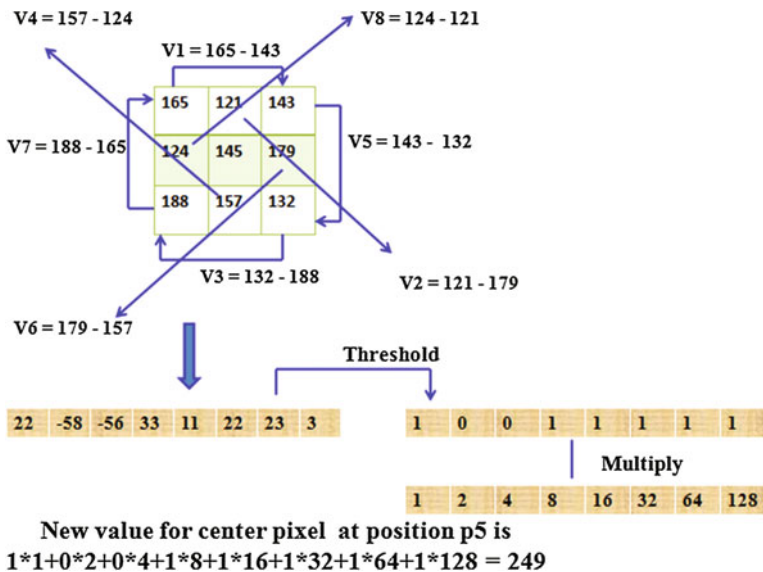 V4 = 157 - 124
V8 = 124 - 121
V1 = 165 - 143
165 121 143
V7 = 188 - 165
V5 = 143 - 132
124 145 179
188 157 132
V3 = 132 - 188
V2 = 121 - 179
V6 = 179 - 157
Threshold
22 -58 -56 33 11 22 23 3
1 0 0 1 1 1 1 1
Multiply
1 2 4 8 16 32 64 128
New value for center pixel at position p5 is
1*1+0*2+0*4+1*8+1*16+1*32+1*64+1*128 = 249